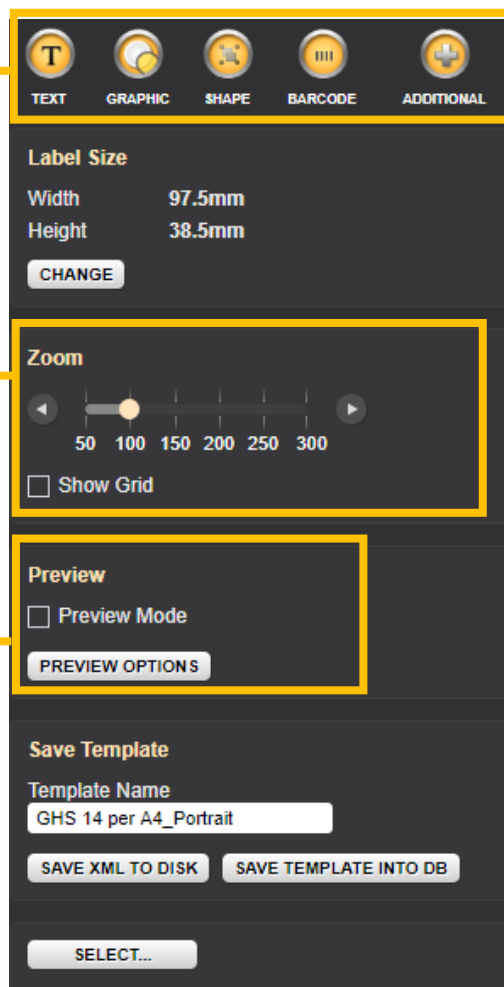 T
TEXT GRAPHIC SHAPE BARCODE ADDITIONAL
Label Size
Width 97.5mm
Height 38.5mm
CHANGE
Zoom
50 100 150 200 250 300
Show Grid
Preview
Preview Mode
PREVIEW OPTIONS
Save Template
Template Name
GHS 14 per A4_Portrait
SAVE XML TO DISK SAVE TEMPLATE INTO DB
SELECT...